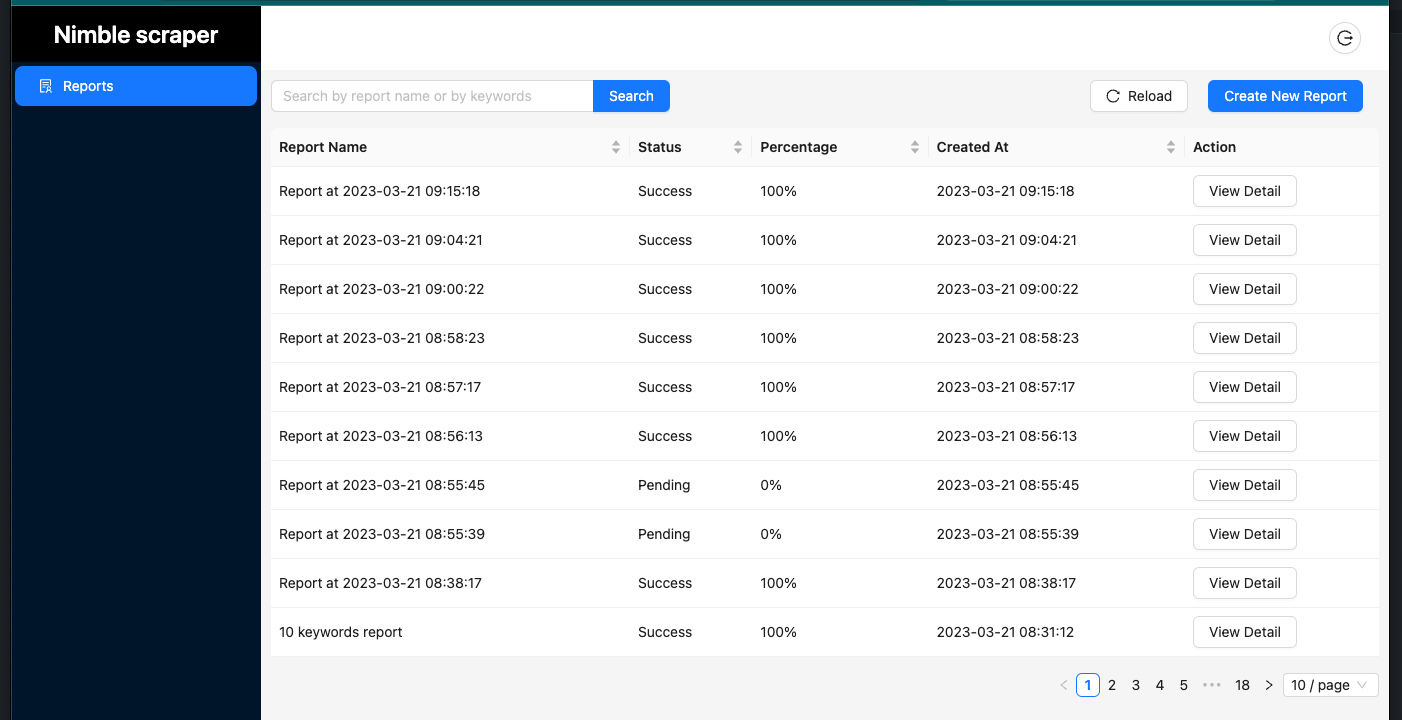 Nimble scraper
Reports
Search by report name or by keywords Search Reload Create New Report
Report Name Status Percentage Created At Action
Report at 2023-03-21 09:15:18 Success 100% 2023-03-21 09:15:18 View Detail
Report at 2023-03-21 09:04:21 Success 100% 2023-03-21 09:04:21 View Detail
Report at 2023-03-21 09:00:22 Success 100% 2023-03-21 09:00:22 View Detail
Report at 2023-03-21 08:58:23 Success 100% 2023-03-21 08:58:23 View Detail
Report at 2023-03-21 08:57:17 Success 100% 2023-03-21 08:57:17 View Detail
Report at 2023-03-21 08:56:13 Success 100% 2023-03-21 08:56:13 View Detail
Report at 2023-03-21 08:55:45 Pending 0% 2023-03-21 08:55:45 View Detail
Report at 2023-03-21 08:55:39 Pending 0% 2023-03-21 08:55:39 View Detail
Report at 2023-03-21 08:38:17 Success 100% 2023-03-21 08:38:17 View Detail
10 keywords report Success 100% 2023-03-21 08:31:12 View Detail
< 1 2 3 4 5 ••• 18 > 10 / page